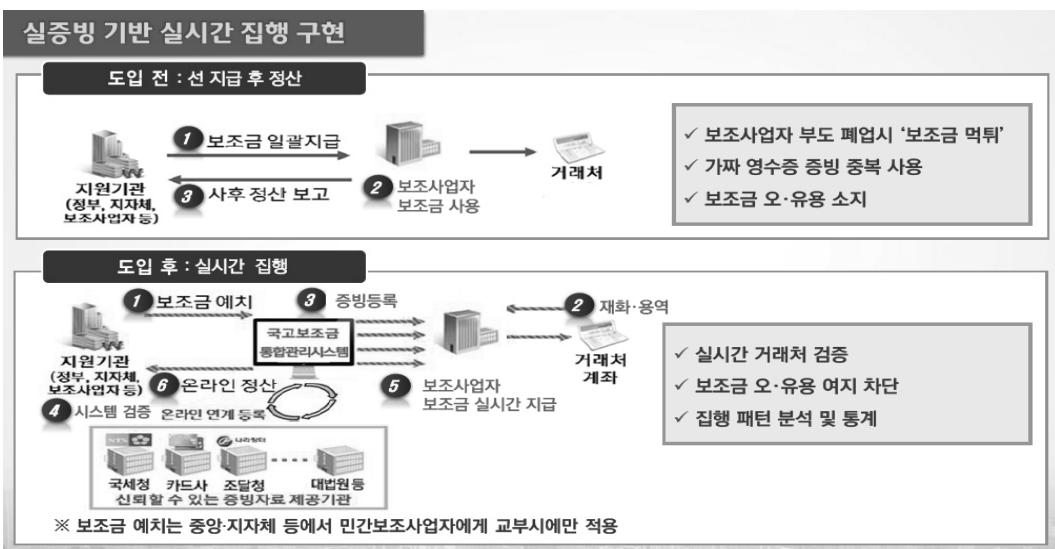 실증빙 기반 실시간 집행 구현
도입 전 : 선 지급 후 정산
1 보조금 일괄지급
지원기관
(정부, 지자체,
보조사업자 등)
3 사후 정산 보고
2 보조사업자
보조금 사용
거래처
✓ 보조사업자 부도 폐업시 ‘보조금 먹튀’
✓ 가짜 영수증 증빙 중복 사용
✓ 보조금 오·유용 소지
도입 후 : 실시간 집행
1 보조금 예치
3 증빙등록
2 재화·용역
국고보조금
통합관리시스템
지원기관
(정부, 지자체,
보조사업자 등)
거래처
계좌
6 온라인 정산
5 보조사업자
보조금 실시간 지급
4 시스템 검증
온라인 연계 등록
NTS
나라장터
국세청
카드사
조달청
대법원등
신뢰할 수 있는 증빙자료 제공기관
✓ 실시간 거래처 검증
✓ 보조금 오·유용 여지 차단
✓ 집행 패턴 분석 및 통계
※ 보조금 예치는 중앙·지자체 등에서 민간보조사업자에게 교부시에만 적용